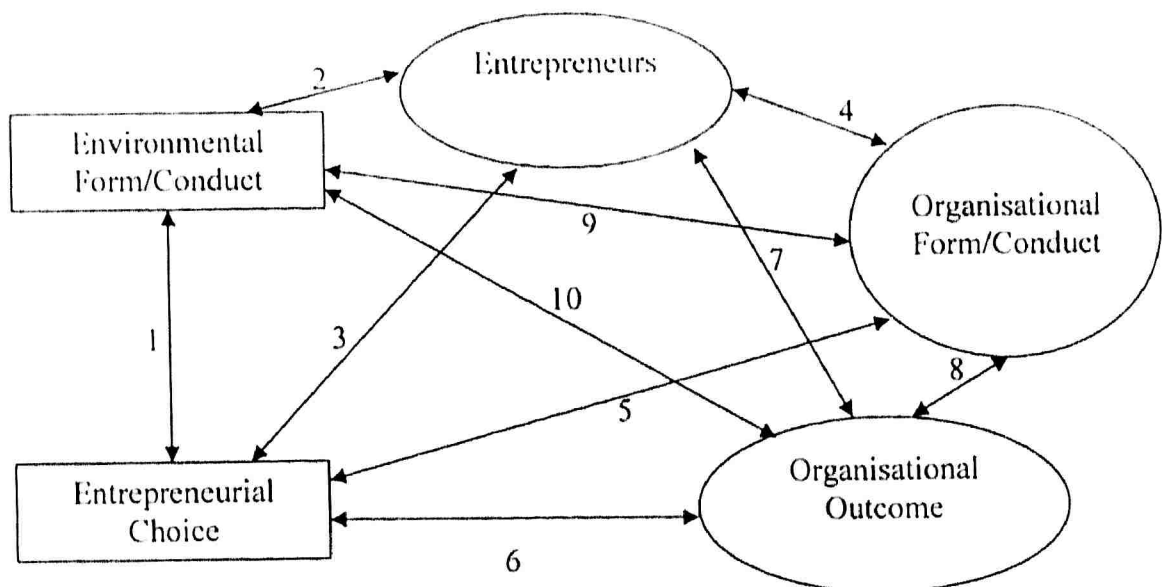 Entrepreneurs
2
4
Environmental
Form/Conduct
9
Organisational
Form/Conduct
7
10
1
3
8
5
Entrepreneurial
Choice
Organisational
Outcome
6